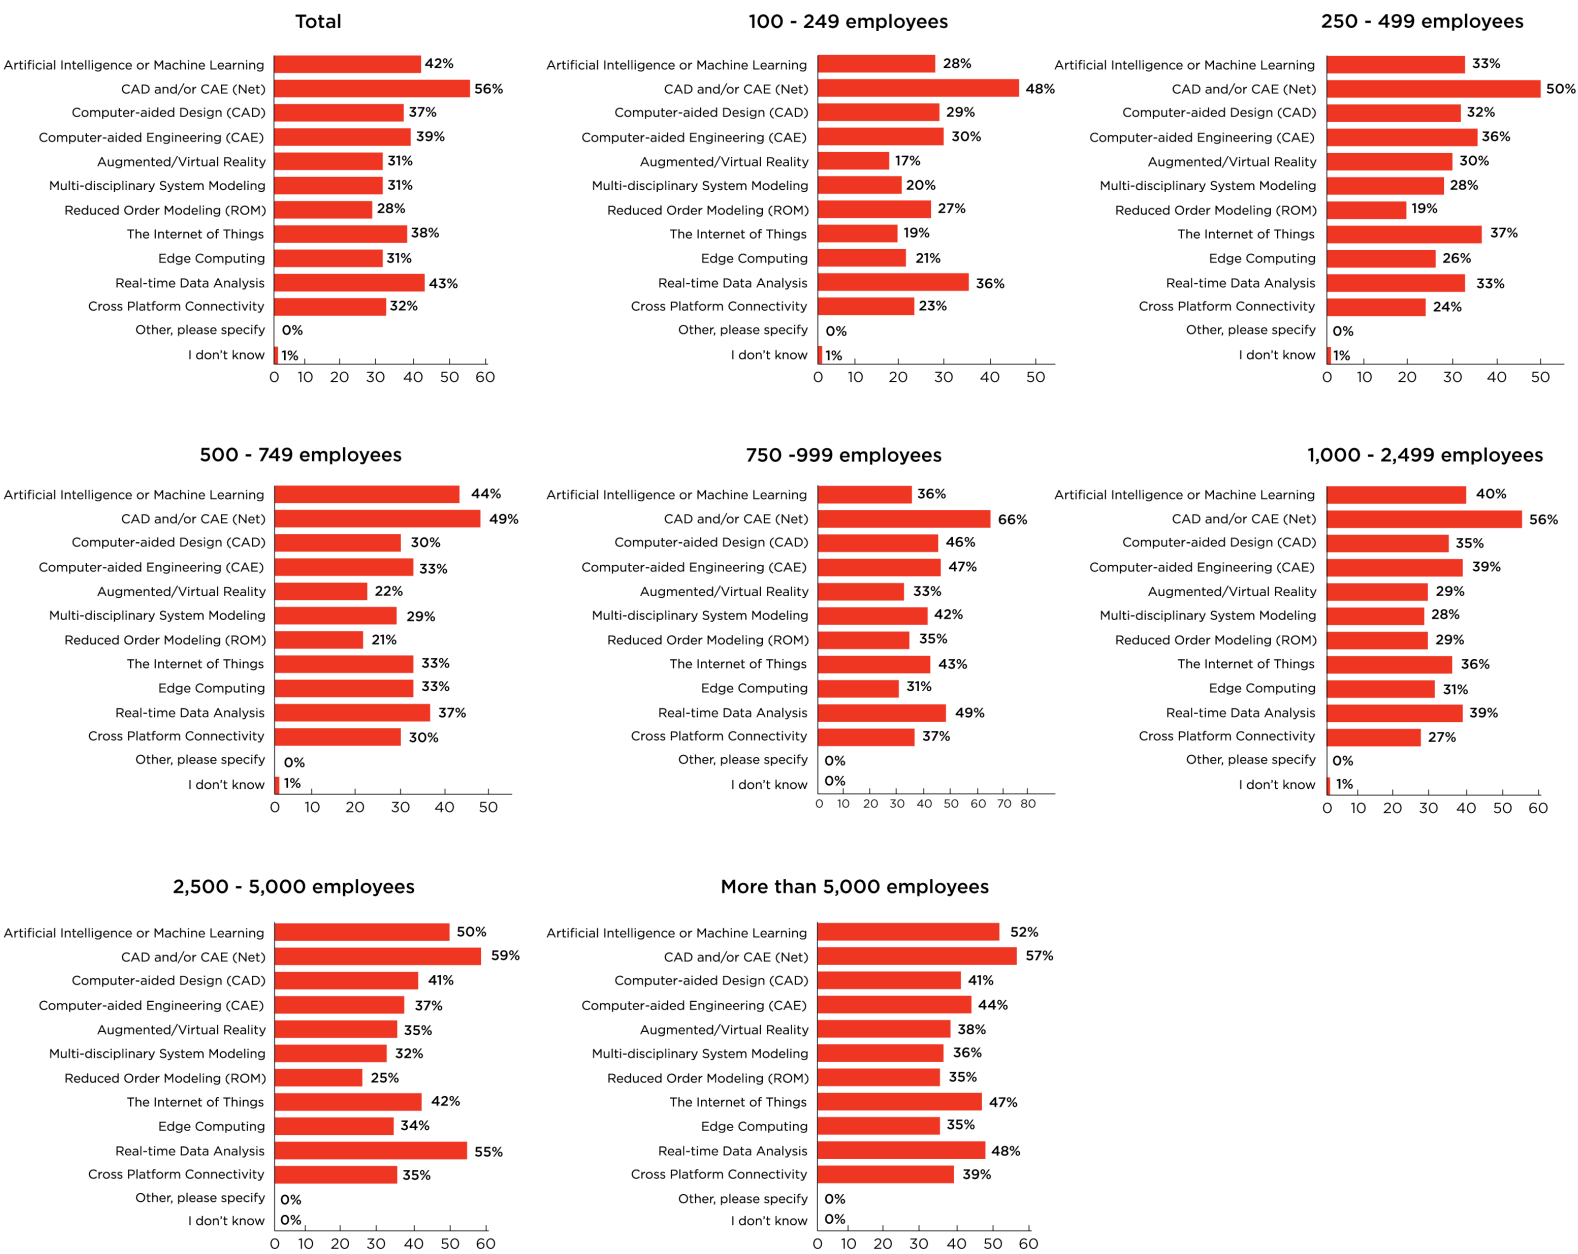 Total
Artificial Intelligence or Machine Learning 42%
CAD and/or CAE (Net) 56%
Computer-aided Design (CAD) 37%
Computer-aided Engineering (CAE) 39%
Augmented/Virtual Reality 31%
Multi-disciplinary System Modeling 31%
Reduced Order Modeling (ROM) 28%
The Internet of Things 38%
Edge Computing 31%
Real-time Data Analysis 43%
Cross Platform Connectivity 32%
Other, please specify 0%
I don't know 1%
0 10 20 30 40 50 60
100 - 249 employees
Artificial Intelligence or Machine Learning 28%
CAD and/or CAE (Net) 48%
Computer-aided Design (CAD) 29%
Computer-aided Engineering (CAE) 30%
Augmented/Virtual Reality 17%
Multi-disciplinary System Modeling 20%
Reduced Order Modeling (ROM) 27%
The Internet of Things 19%
Edge Computing 21%
Real-time Data Analysis 36%
Cross Platform Connectivity 23%
Other, please specify 0%
I don't know 1%
0 10 20 30 40 50
250 - 499 employees
Artificial Intelligence or Machine Learning 33%
CAD and/or CAE (Net) 50%
Computer-aided Design (CAD) 32%
Computer-aided Engineering (CAE) 36%
Augmented/Virtual Reality 30%
Multi-disciplinary System Modeling 28%
Reduced Order Modeling (ROM) 19%
The Internet of Things 37%
Edge Computing 26%
Real-time Data Analysis 33%
Cross Platform Connectivity 24%
Other, please specify 0%
I don't know 1%
0 10 20 30 40 50
500 - 749 employees
Artificial Intelligence or Machine Learning 44%
CAD and/or CAE (Net) 49%
Computer-aided Design (CAD) 30%
Computer-aided Engineering (CAE) 33%
Augmented/Virtual Reality 22%
Multi-disciplinary System Modeling 29%
Reduced Order Modeling (ROM) 21%
The Internet of Things 33%
Edge Computing 33%
Real-time Data Analysis 37%
Cross Platform Connectivity 30%
Other, please specify 0%
I don't know 1%
0 10 20 30 40 50
750 -999 employees
Artificial Intelligence or Machine Learning 36%
CAD and/or CAE (Net) 66%
Computer-aided Design (CAD) 46%
Computer-aided Engineering (CAE) 47%
Augmented/Virtual Reality 33%
Multi-disciplinary System Modeling 42%
Reduced Order Modeling (ROM) 35%
The Internet of Things 43%
Edge Computing 31%
Real-time Data Analysis 49%
Cross Platform Connectivity 37%
Other, please specify 0%
I don't know 0%
0 10 20 30 40 50 60 70 80
1,000 - 2,499 employees
Artificial Intelligence or Machine Learning 40%
CAD and/or CAE (Net) 56%
Computer-aided Design (CAD) 35%
Computer-aided Engineering (CAE) 39%
Augmented/Virtual Reality 29%
Multi-disciplinary System Modeling 28%
Reduced Order Modeling (ROM) 29%
The Internet of Things 36%
Edge Computing 31%
Real-time Data Analysis 39%
Cross Platform Connectivity 27%
Other, please specify 0%
I don't know 1%
0 10 20 30 40 50 60
2,500 - 5,000 employees
Artificial Intelligence or Machine Learning 50%
CAD and/or CAE (Net) 59%
Computer-aided Design (CAD) 41%
Computer-aided Engineering (CAE) 37%
Augmented/Virtual Reality 35%
Multi-disciplinary System Modeling 32%
Reduced Order Modeling (ROM) 25%
The Internet of Things 42%
Edge Computing 34%
Real-time Data Analysis 55%
Cross Platform Connectivity 35%
Other, please specify 0%
I don't know 0%
0 10 20 30 40 50 60
More than 5,000 employees
Artificial Intelligence or Machine Learning 52%
CAD and/or CAE (Net) 57%
Computer-aided Design (CAD) 41%
Computer-aided Engineering (CAE) 44%
Augmented/Virtual Reality 38%
Multi-disciplinary System Modeling 36%
Reduced Order Modeling (ROM) 35%
The Internet of Things 47%
Edge Computing 35%
Real-time Data Analysis 48%
Cross Platform Connectivity 39%
Other, please specify 0%
I don't know 0%
0 10 20 30 40 50 60